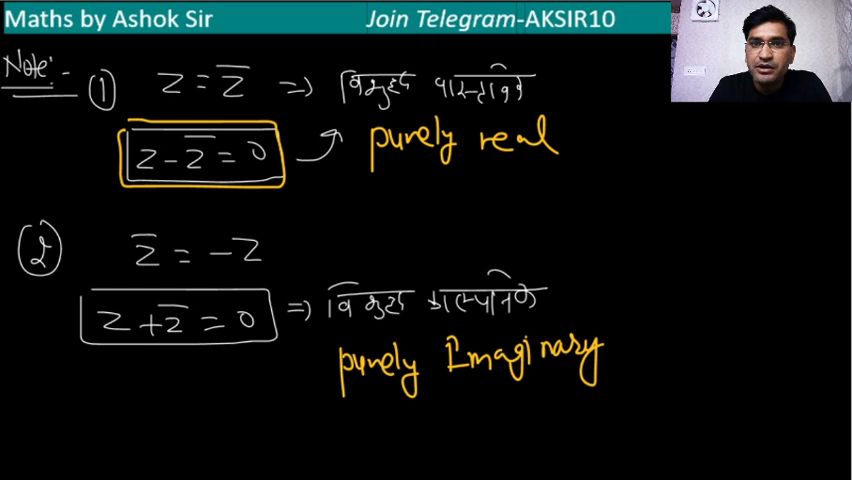 Maths by Ashok Sir
Join Telegram-AKSIR10
Note:-
① z = z̅ ⇒ विशुद्ध वास्तविक
z - z̅ = 0 purely real
② z̅ = -z
z + z̅ = 0 ⇒ विशुद्ध काल्पनिक
purely Imaginary